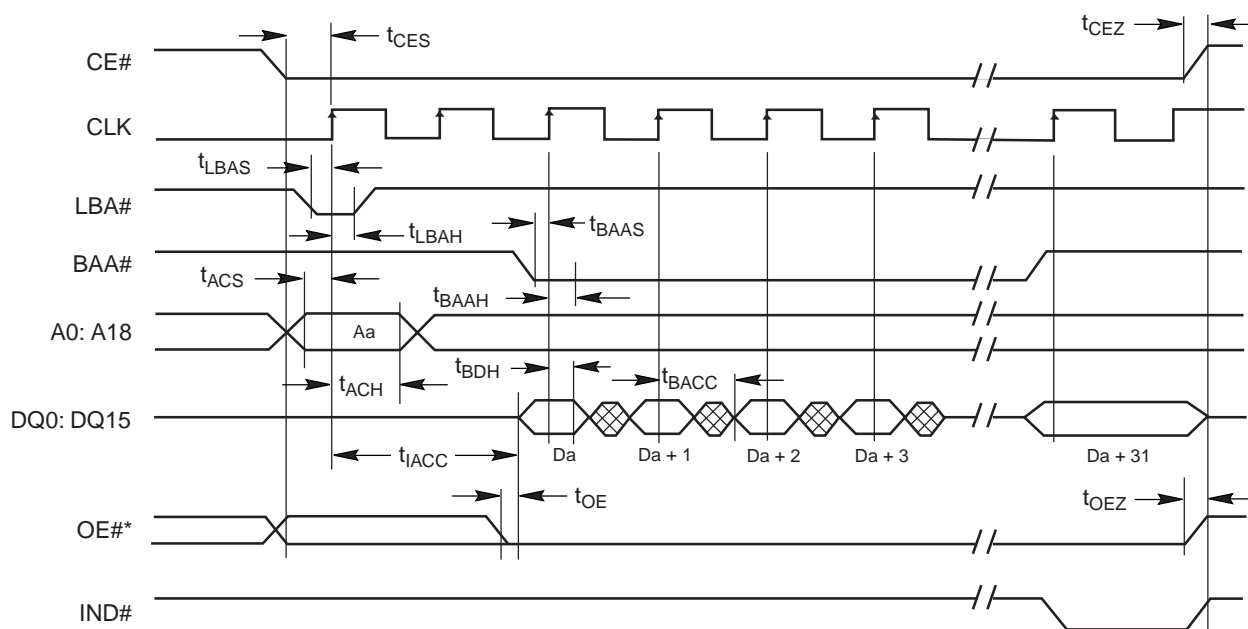 tCES
tCEZ
CE#
CLK
tLBAS
LBA#
tLBAH
tBAAS
BAA#
tACS
tBAAH
A0: A18
Aa
tACH
tBDH
tBACC
DQ0: DQ15
tIACC
Da
Da + 1
Da + 2
Da + 3
Da + 31
tOE
tOEZ
OE#*
IND#